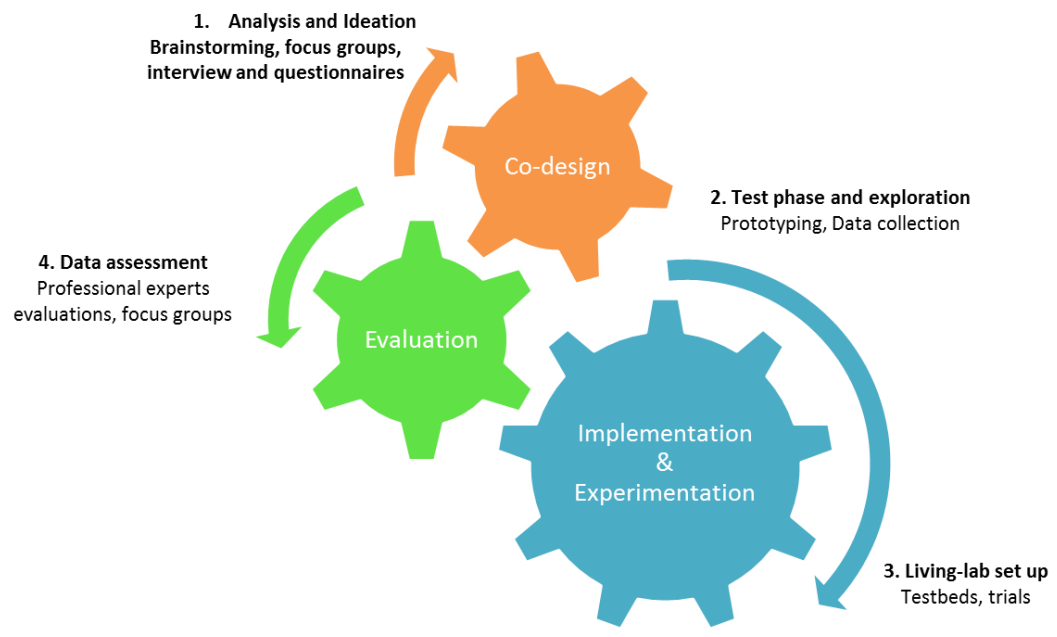 1. Analysis and Ideation
Brainstorming, focus groups,
interview and questionnaires
Co-design
2. Test phase and exploration
Prototyping, Data collection
4. Data assessment
Professional experts
evaluations, focus groups
Evaluation
Implementation
&
Experimentation
3. Living-lab set up
Testbeds, trials